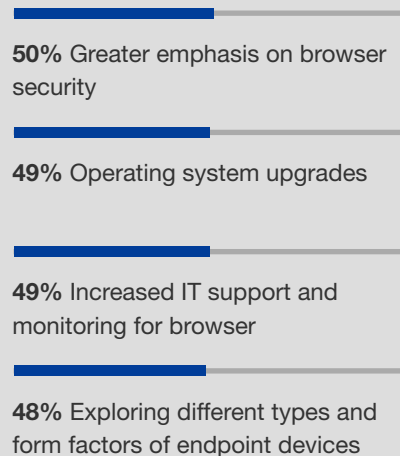 50% Greater emphasis on browser
security
49% Operating system upgrades
49% Increased IT support and
monitoring for browser
48% Exploring different types and
form factors of endpoint devices